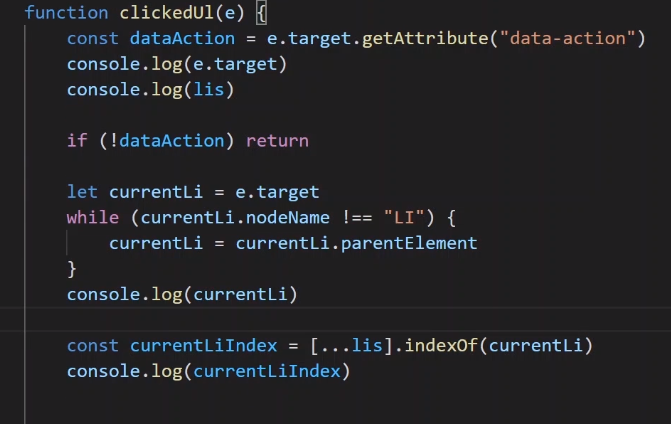 function clickedUl(e) {
const dataAction = e.target.getAttribute("data-action")
console.log(e.target)
console.log(lis)
if (!dataAction) return
let currentLi = e.target
while (currentLi.nodeName !== "LI") {
currentLi = currentLi.parentElement
}
console.log(currentLi)
const currentLiIndex = [...lis].indexOf(currentLi)
console.log(currentLiIndex)